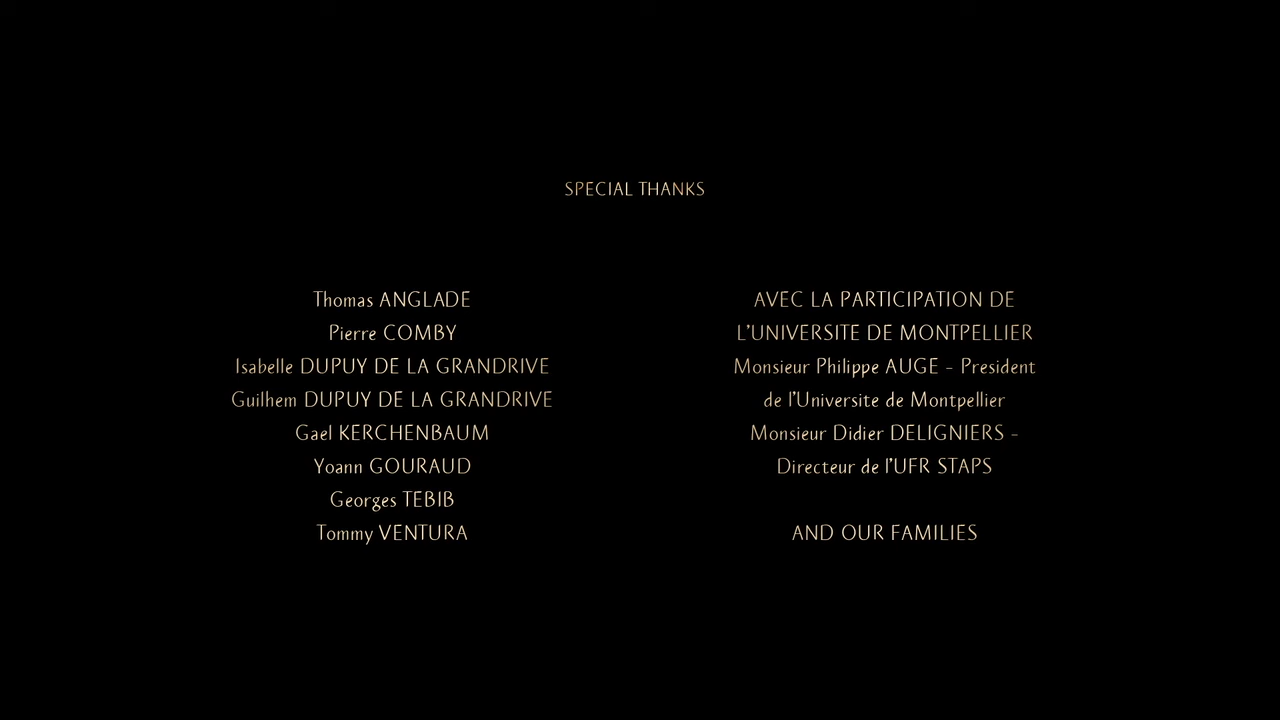 SPECIAL THANKS
Thomas ANGLADE
Pierre COMBY
Isabelle DUPUY DE LA GRANDRIVE
Guilhem DUPUY DE LA GRANDRIVE
Gael KERCHENBAUM
Yoann GOURAUD
Georges TEBIB
Tommy VENTURA
AVEC LA PARTICIPATION DE
L'UNIVERSITE DE MONTPELLIER
Monsieur Philippe AUGE - President
de l'Universite de Montpellier
Monsieur Didier DELIGNIERS -
Directeur de l'UFR STAPS
AND OUR FAMILIES